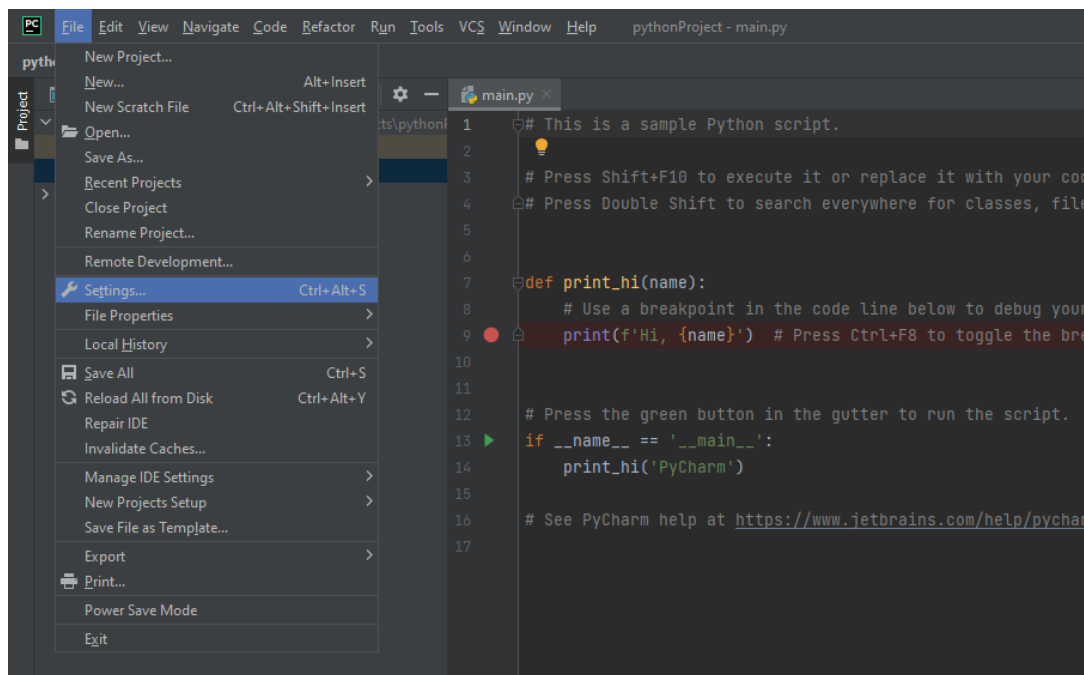 PC File Edit View Navigate Code Refactor Run Tools VCS Window Help pythonProject - main.py
pyth
Project
New Project...
New... Alt+Insert
New Scratch File Ctrl+Alt+Shift+Insert
Open...
Save As...
Recent Projects
Close Project
Rename Project...
Remote Development...
Settings... Ctrl+Alt+S
File Properties
Local History
Save All Ctrl+S
Reload All from Disk Ctrl+Alt+Y
Repair IDE
Invalidate Caches...
Manage IDE Settings
New Projects Setup
Save File as Template...
Export
Print...
Power Save Mode
Exit
cts\python
main.py
1 # This is a sample Python script.
2
3 # Press Shift+F10 to execute it or replace it with your co
4 # Press Double Shift to search everywhere for classes, file
5
6
7 def print_hi(name):
8 # Use a breakpoint in the code line below to debug your
9 print(f'Hi, {name}') # Press Ctrl+F8 to toggle the bre
10
11
12 # Press the green button in the gutter to run the script.
13 if __name__ == '__main__':
14 print_hi('PyCharm')
15
16 # See PyCharm help at https://www.jetbrains.com/help/pychar
17